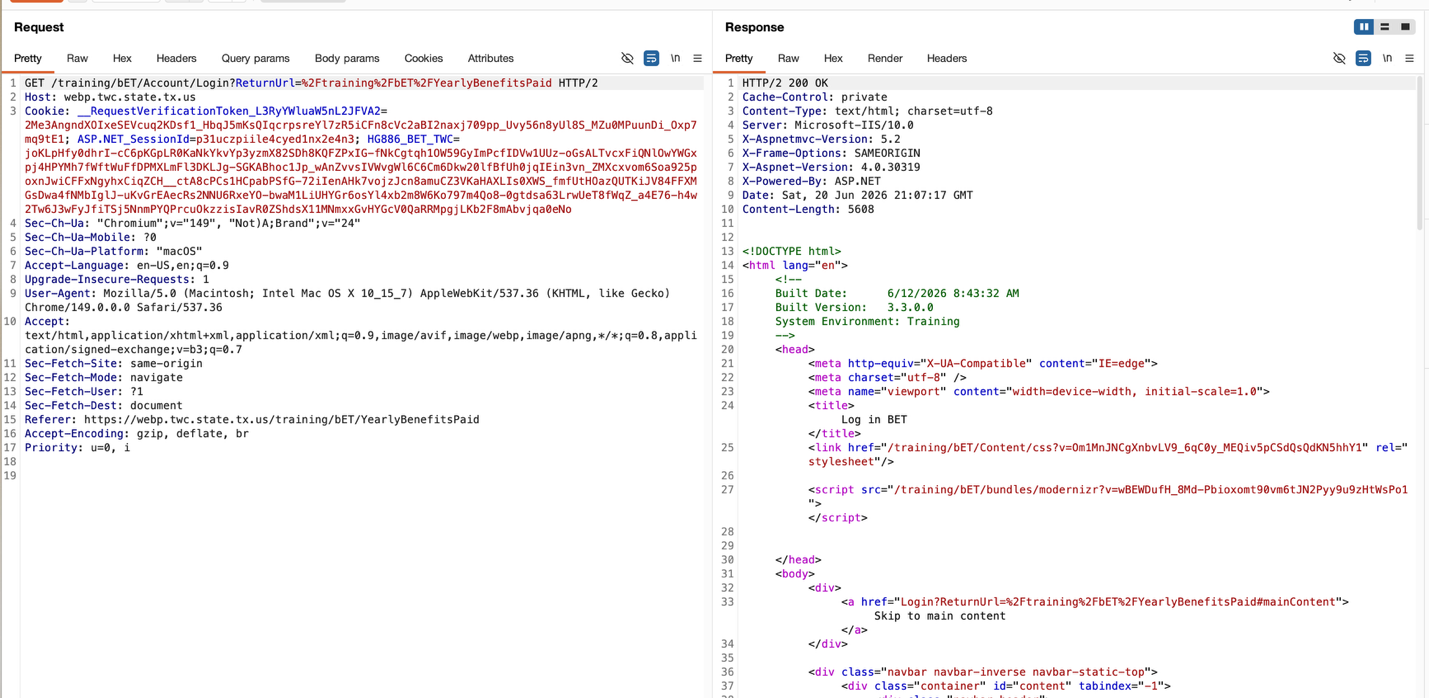 Request
Pretty Raw Hex Headers Query params Body params Cookies Attributes \n
1 GET /training/bET/Account/Login?ReturnUrl=%2Ftraining%2FbET%2FYearlyBenefitsPaid HTTP/2
2 Host: webp.twc.state.tx.us
3 Cookie: __RequestVerificationToken_L3RyYWluaW5nL2JFVA2=
2Me3AngndXOIxeSEVcuq2KDsf1_HbqJ5mKsQIqcrpsreYl7zR5iCFn8cVc2aBI2naxj709pp_Uvy56n8yUl8S_MZu0MPuunDi_Oxp7
mq9tE1; ASP.NET_SessionId=p31uczpiile4cyed1nx2e4n3; HG886_BET_TWC=
joKLpHfy0dhrI-cC6pKGpLR0KaNkYkvYp3yzmX82SDh8KQFZPxIG-fNkCgtqh1OW59GyImPcfIDVw1UUz-oGsALTvcxFiQNlOwYWGx
pj4HPYMh7fWftWuFfDPMXLmFl3DKLJg-SGKABhoc1Jp_wAnZvvsIVWvgWl6C6Cm6Dkw20lfBfUh0jqIEin3vn_ZMXcxvom6Soa925p
oxnJwiCFFxNgyhxCiqZCH__ctA8cPCs1HCpabPSfG-72iIenAHk7vojzJcn8amuCZ3VKaHAXLIs0XWS_fmfUtHOazQUTKiJV84FFXM
GsDwa4fNMbIglJ-uKvGrEAecRs2NNU6RxeYO-bwaM1LiUHYGr6osYl4xb2m8W6Ko797m4Qo8-0gtdsa63LrwUeT8fWqZ_a4E76-h4w
2Tw6J3wFyJfiTSj5NnmPYQPrcuOkzzisIavR0ZShdsX11MNmxxGvHYGcV0QaRRMpgjLKb2F8mAbvjqa0eNo
4 Sec-Ch-Ua: "Chromium";v="149", "Not)A;Brand";v="24"
5 Sec-Ch-Ua-Mobile: ?0
6 Sec-Ch-Ua-Platform: "macOS"
7 Accept-Language: en-US,en;q=0.9
8 Upgrade-Insecure-Requests: 1
9 User-Agent: Mozilla/5.0 (Macintosh; Intel Mac OS X 10_15_7) AppleWebKit/537.36 (KHTML, like Gecko)
Chrome/149.0.0.0 Safari/537.36
10 Accept:
text/html,application/xhtml+xml,application/xml;q=0.9,image/avif,image/webp,image/apng,*/*;q=0.8,appli
cation/signed-exchange;v=b3;q=0.7
11 Sec-Fetch-Site: same-origin
12 Sec-Fetch-Mode: navigate
13 Sec-Fetch-User: ?1
14 Sec-Fetch-Dest: document
15 Referer: https://webp.twc.state.tx.us/training/bET/YearlyBenefitsPaid
16 Accept-Encoding: gzip, deflate, br
17 Priority: u=0, i
18
19
Response
Pretty Raw Hex Render Headers \n
1 HTTP/2 200 OK
2 Cache-Control: private
3 Content-Type: text/html; charset=utf-8
4 Server: Microsoft-IIS/10.0
5 X-Aspnetmvc-Version: 5.2
6 X-Frame-Options: SAMEORIGIN
7 X-Aspnet-Version: 4.0.30319
8 X-Powered-By: ASP.NET
9 Date: Sat, 20 Jun 2026 21:07:17 GMT
10 Content-Length: 5608
11
12
13 <!DOCTYPE html>
14 <html lang="en">
15 <!--
16 Built Date: 6/12/2026 8:43:32 AM
17 Built Version: 3.3.0.0
18 System Environment: Training
19 -->
20 <head>
21 <meta http-equiv="X-UA-Compatible" content="IE=edge">
22 <meta charset="utf-8" />
23 <meta name="viewport" content="width=device-width, initial-scale=1.0">
24 <title>
Log in BET
</title>
25 <link href="/training/bET/Content/css?v=Om1MnJNCgXnbvLV9_6qC0y_MEQiv5pCSdQsQdKN5hhY1" rel="
stylesheet"/>
26
27 <script src="/training/bET/bundles/modernizr?v=wBEWDufH_8Md-Pbioxomt90vm6tJN2Pyy9u9zHtWsPo1
">
</script>
28
29
30 </head>
31 <body>
32 <div>
33 <a href="Login?ReturnUrl=%2Ftraining%2FbET%2FYearlyBenefitsPaid#mainContent">
Skip to main content
</a>
34 </div>
35
36 <div class="navbar navbar-inverse navbar-static-top">
37 <div class="container" id="content" tabindex="-1">